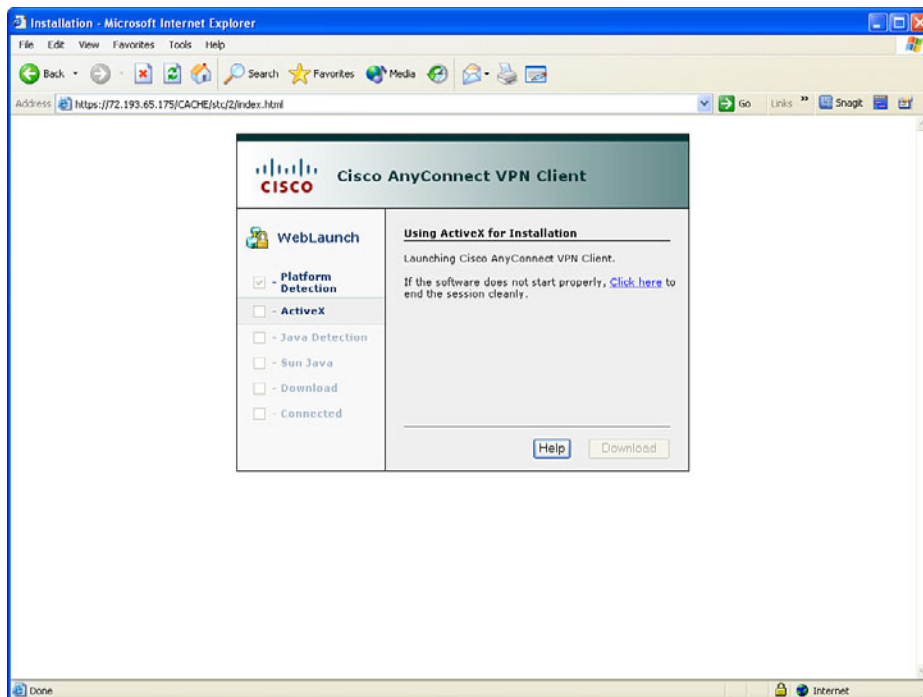 Installation - Microsoft Internet Explorer
File Edit View Favorites Tools Help
Back Search Favorites Media
Address https://72.193.65.175/CACHE/stc/2/index.html Go Links » SnagIt
CISCO
Cisco AnyConnect VPN Client
WebLaunch
- Platform
Detection
- ActiveX
- Java Detection
- Sun Java
- Download
- Connected
Using ActiveX for Installation
Launching Cisco AnyConnect VPN Client.
If the software does not start properly, Click here to
end the session cleanly.
Help Download
Done Internet